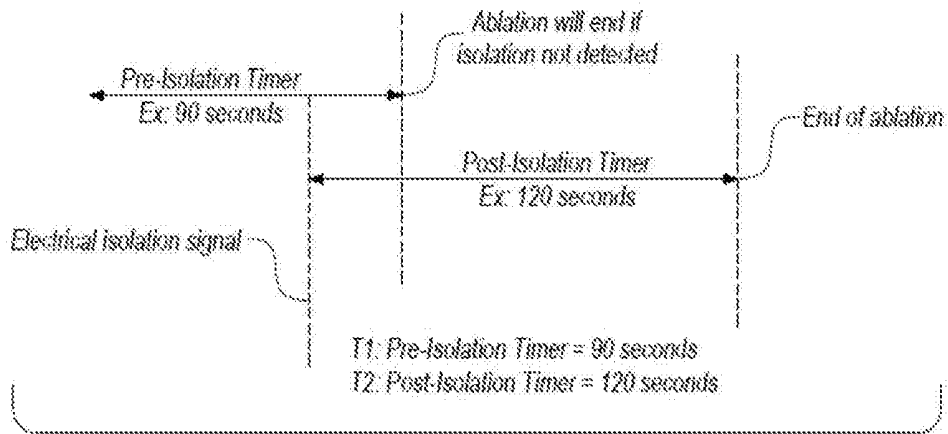 Ablation will end if
isolation not detected
Pre-Isolation Timer
Ex: 90 seconds
End of ablation
Post-Isolation Timer
Ex: 120 seconds
Electrical isolation signal
T1: Pre-Isolation Timer = 90 seconds
T2: Post-Isolation Timer = 120 seconds